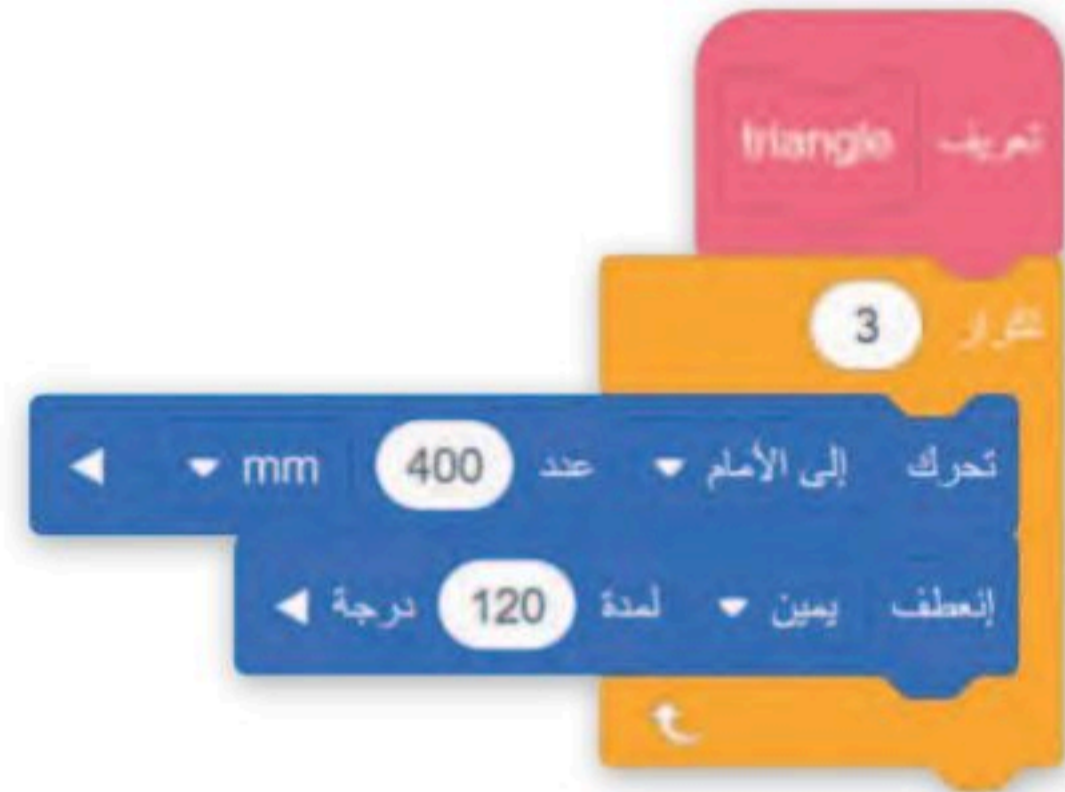 تعريف triangle
تكرار 3
تحرك إلى الأمام عدد 400 mm
إنعطف يمين لمدة 120 درجة